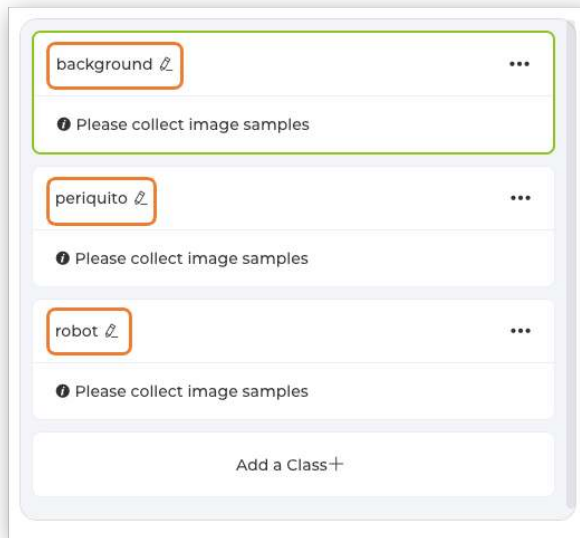 background
Please collect image samples
periquito
Please collect image samples
robot
Please collect image samples
Add a Class+